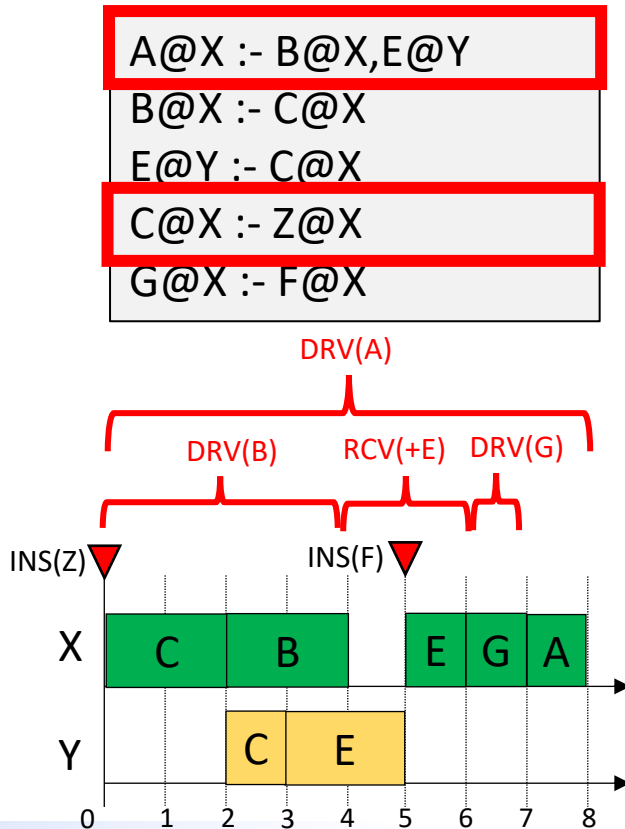 A@X :- B@X,E@Y
B@X :- C@X
E@Y :- C@X
C@X :- Z@X
G@X :- F@X
DRV(A)
DRV(B) RCV(+E) DRV(G)
INS(Z) INS(F)
X C B E G A
Y C E
0 1 2 3 4 5 6 7 8